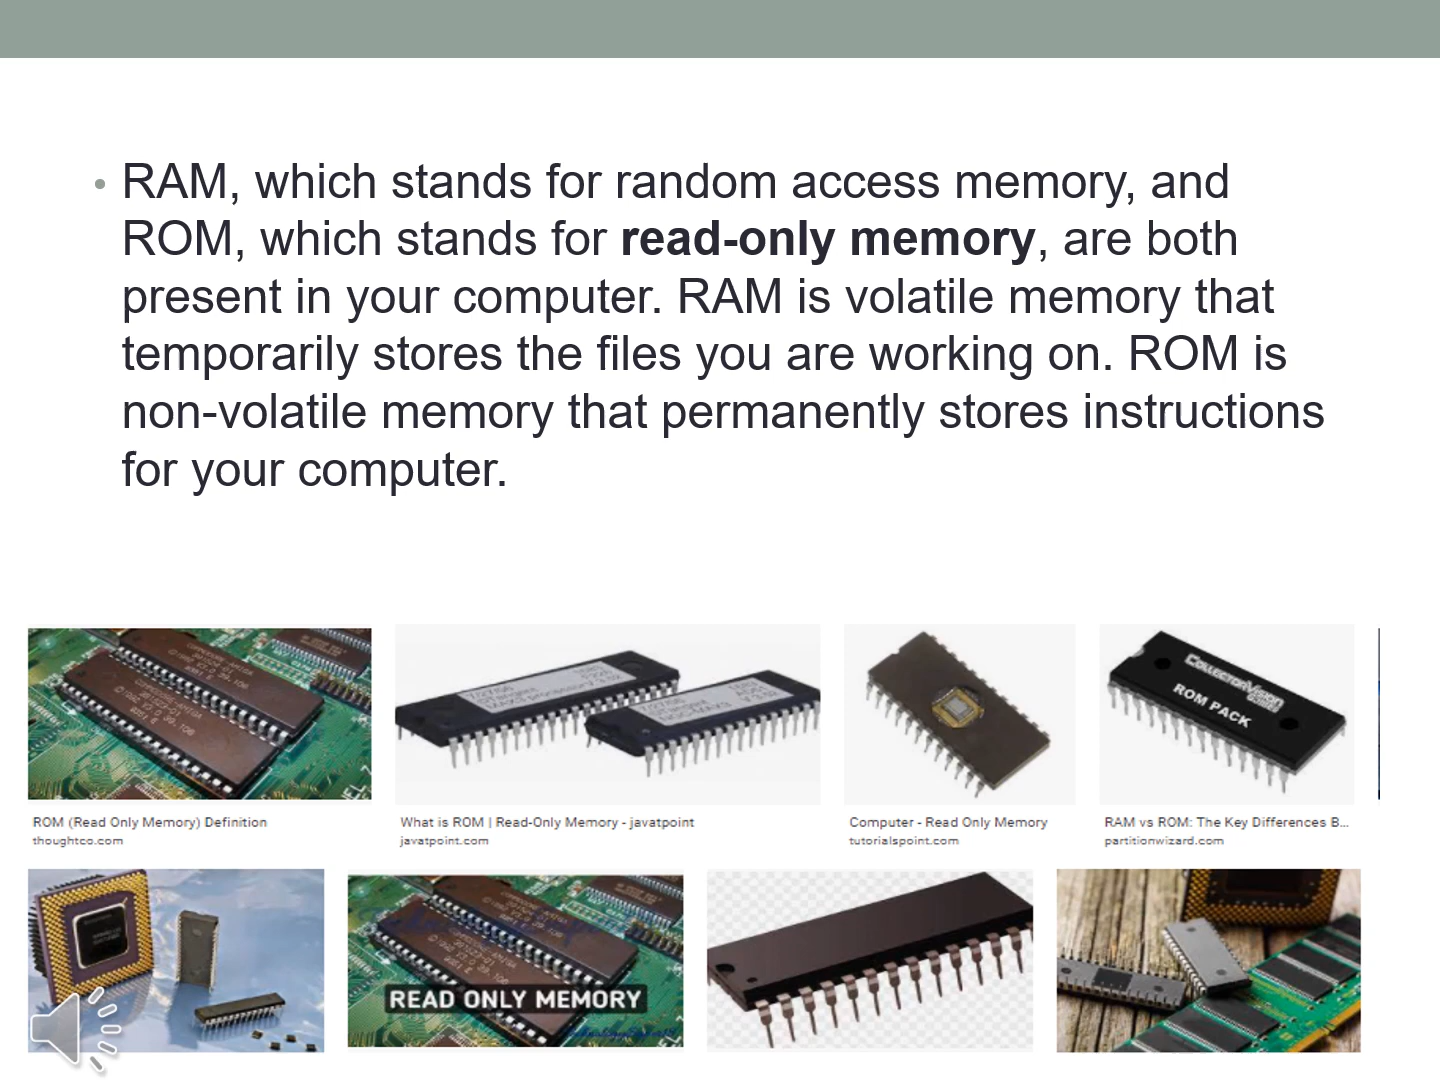 • RAM, which stands for random access memory, and
ROM, which stands for read-only memory, are both
present in your computer. RAM is volatile memory that
temporarily stores the files you are working on. ROM is
non-volatile memory that permanently stores instructions
for your computer.
COLLECTORVISION
ROM PACK
ROM (Read Only Memory) Definition
thoughtco.com
What is ROM | Read-Only Memory - javatpoint
javatpoint.com
Computer - Read Only Memory
tutorialspoint.com
RAM vs ROM: The Key Differences B...
partitionwizard.com
READ ONLY MEMORY